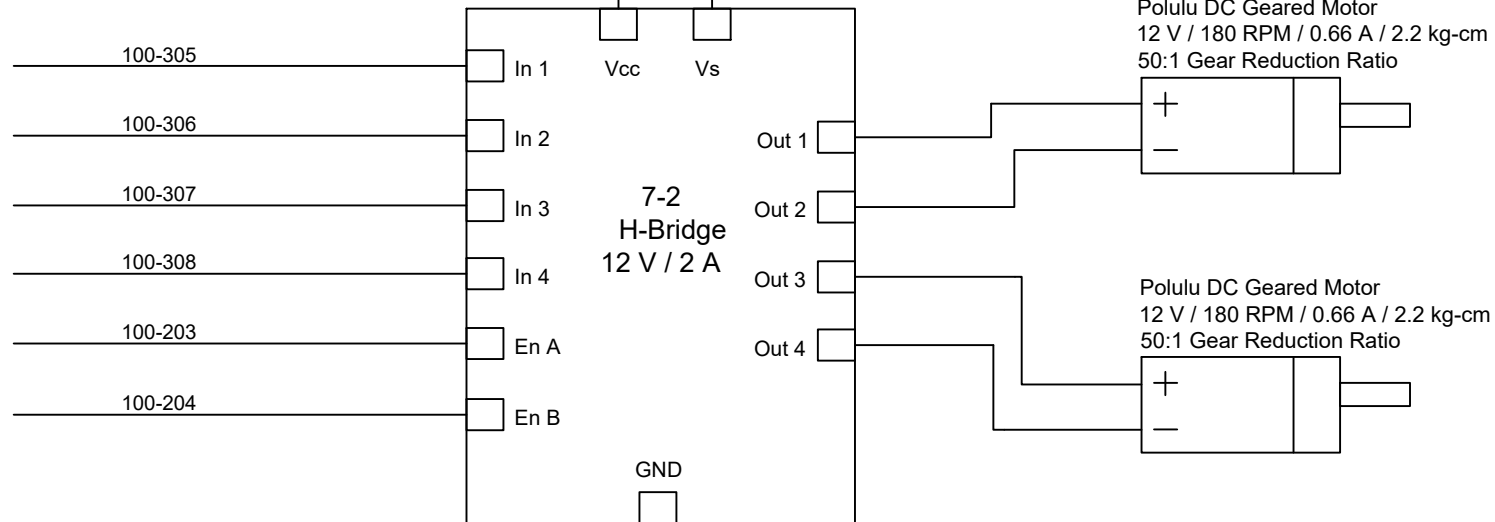 Polulu DC Geared Motor
12 V / 180 RPM / 0.66 A / 2.2 kg-cm
50:1 Gear Reduction Ratio
100-305
In 1
Vcc
Vs
100-306
In 2
Out 1
100-307
In 3
7-2
H-Bridge
12 V / 2 A
Out 2
100-308
In 4
Out 3
Polulu DC Geared Motor
12 V / 180 RPM / 0.66 A / 2.2 kg-cm
50:1 Gear Reduction Ratio
100-203
En A
Out 4
100-204
En B
GND
+
—
+
—